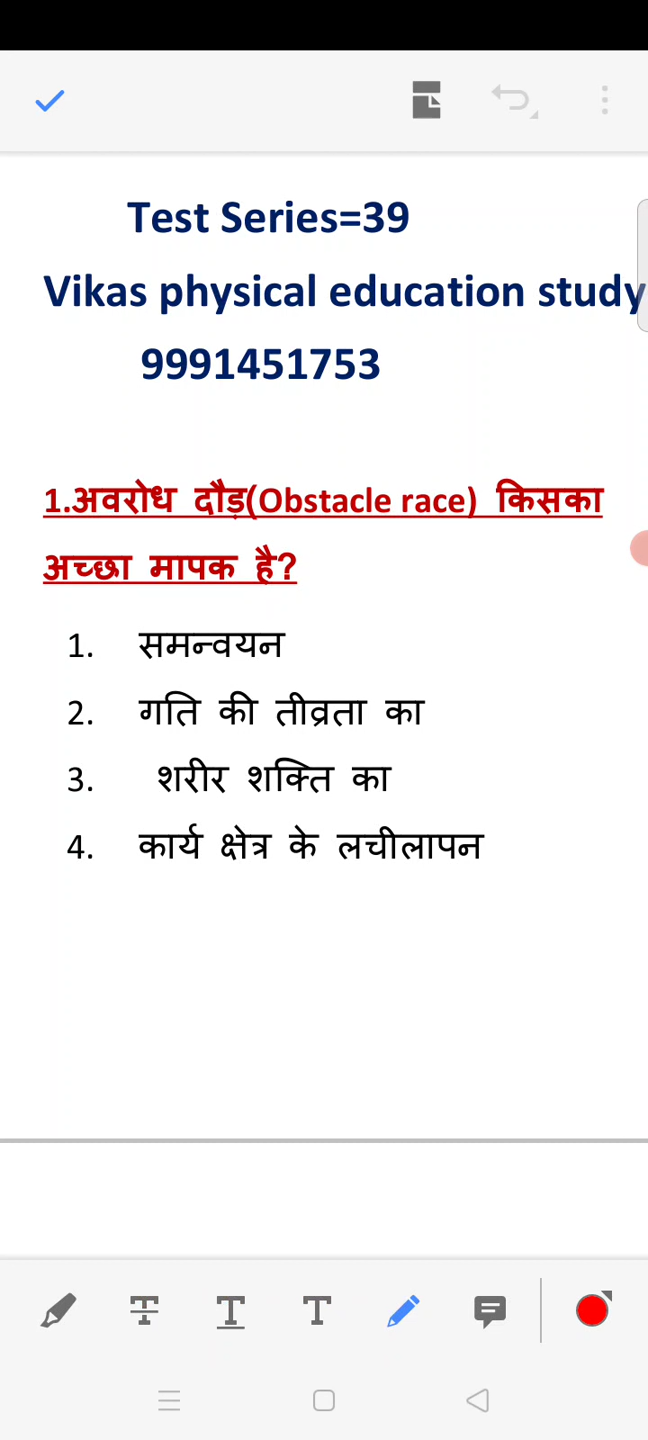 Test Series=39
Vikas physical education study
9991451753
1.अवरोध दौड़(Obstacle race) किसका
अच्छा मापक है?
1. समन्वयन
2. गति की तीव्रता का
3. शरीर शक्ति का
4. कार्य क्षेत्र के लचीलापन